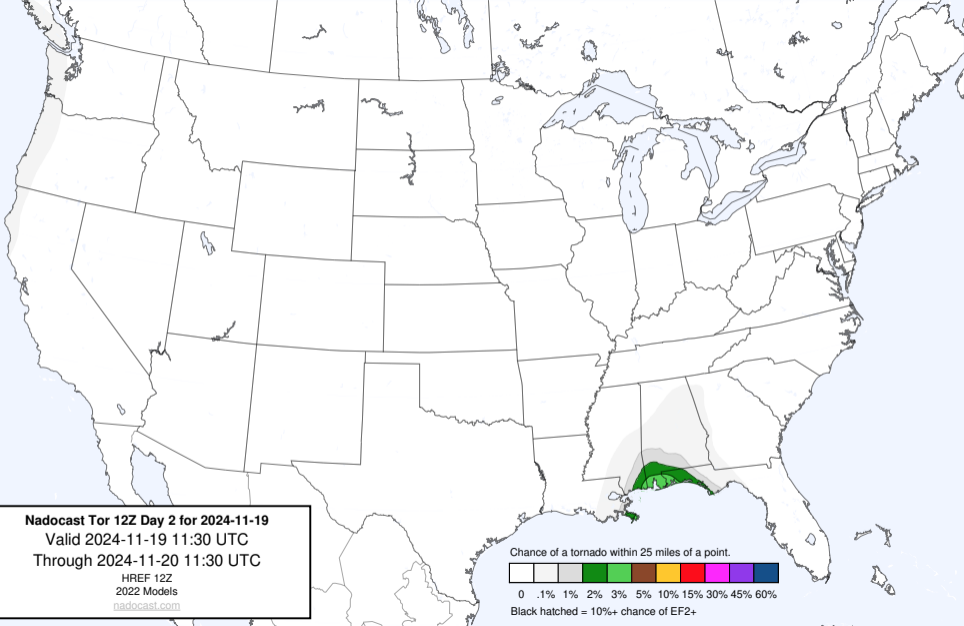 Nadocast Tor 12Z Day 2 for 2024-11-19
Valid 2024-11-19 11:30 UTC
Through 2024-11-20 11:30 UTC
HREF 12Z
2022 Models
nadocast.com
Chance of a tornado within 25 miles of a point.
0 .1% 1% 2% 3% 5% 10% 15% 30% 45% 60%
Black hatched = 10%+ chance of EF2+